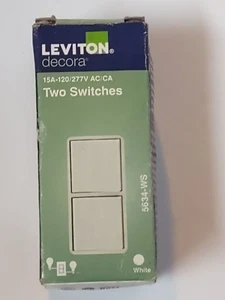 LEVITON®
decora®
15A-120/277V AC/CA
Two Switches
5634-WS
White